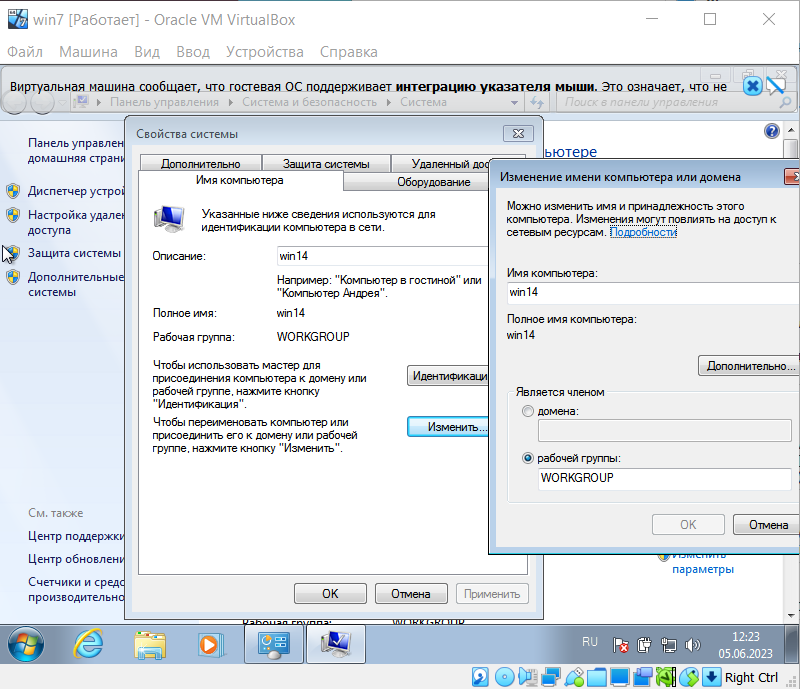 win7 [Работает] - Oracle VM VirtualBox
Файл Машина Вид Ввод Устройства Справка
Виртуальная машина сообщает, что гостевая ОС поддерживает интеграцию указателя мыши. Это означает, что не
Панель управления Система и безопасность Система Поиск в панели управления
Панель управлен
домашняя страни
Диспетчер устрой
Настройка удален
доступа
Защита системы
Дополнительные
системы
См. также
Центр поддержки
Центр обновлени
Счетчики и средс
производительно
ьютере
Свойства системы
Дополнительно Защита системы Удаленный дос
Имя компьютера Оборудование
Указанные ниже сведения используются для
идентификации компьютера в сети.
Описание: win14
Например: "Компьютер в гостиной" или
"Компьютер Андрея".
Полное имя: win14
Рабочая группа: WORKGROUP
Чтобы использовать мастер для
присоединения компьютера к домену или
рабочей группе, нажмите кнопку
"Идентификация".
Идентификаци
Чтобы переименовать компьютер или
присоединить его к домену или рабочей
группе, нажмите кнопку "Изменить".
Изменить...
OK Отмена Применить
Изменение имени компьютера или домена
Можно изменить имя и принадлежность этого
компьютера. Изменения могут повлиять на доступ к
сетевым ресурсам. Подробности
Имя компьютера:
win14
Полное имя компьютера:
win14
Дополнительно...
Является членом
домена:
рабочей группы:
WORKGROUP
OK Отмена
Изменить
параметры
Рабочая группа: WORKGROUP
RU
12:23
05.06.2023
Right Ctrl